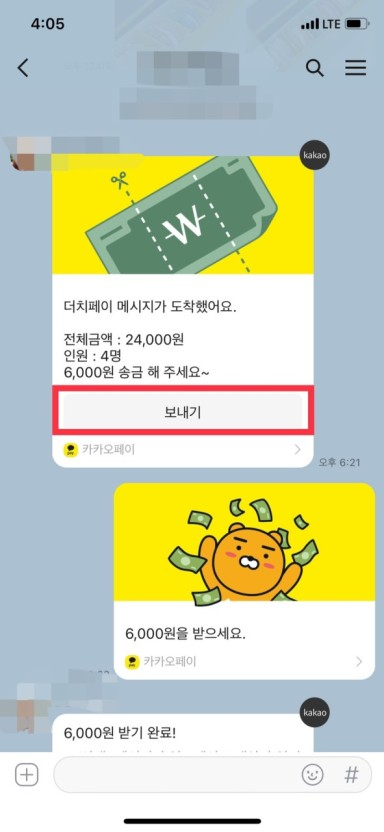 4:05
LTE
kakao
W
더치페이 메시지가 도착했어요.
전체금액 : 24,000원
인원 : 4명
6,000원 송금 해 주세요~
보내기
카카오페이
오후 6:21
6,000원을 받으세요.
카카오페이
kakao
6,000원 받기 완료!
#